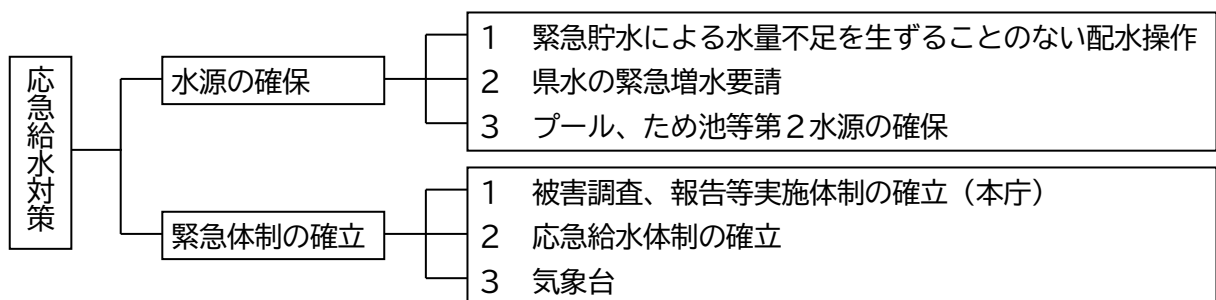 応急給水対策
水源の確保
1 緊急貯水による水量不足を生ずることのない配水操作
2 県水の緊急増水要請
3 プール、ため池等第２水源の確保
緊急体制の確立
1 被害調査、報告等実施体制の確立（本庁）
2 応急給水体制の確立
3 気象台